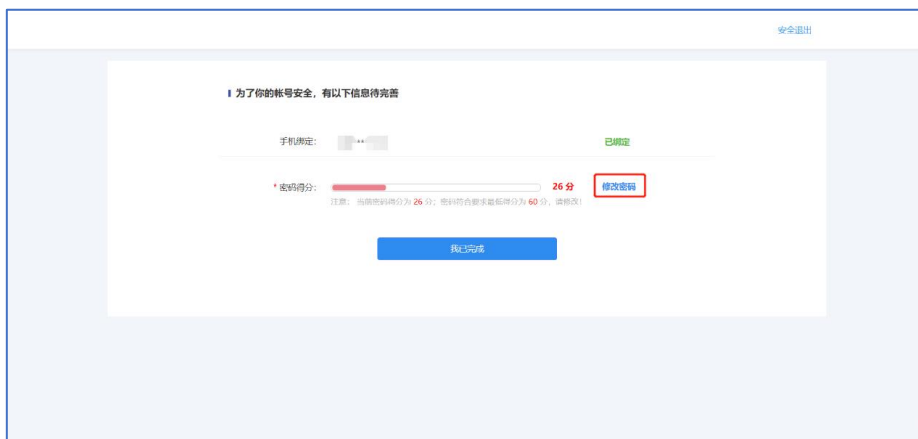 安全退出
为了你的帐号安全，有以下信息待完善
手机绑定: ** 已绑定
* 密码得分: 26 分 修改密码
注意: 当前密码得分为 26 分; 密码符合要求最低得分为 60 分, 请修改!
我已完成